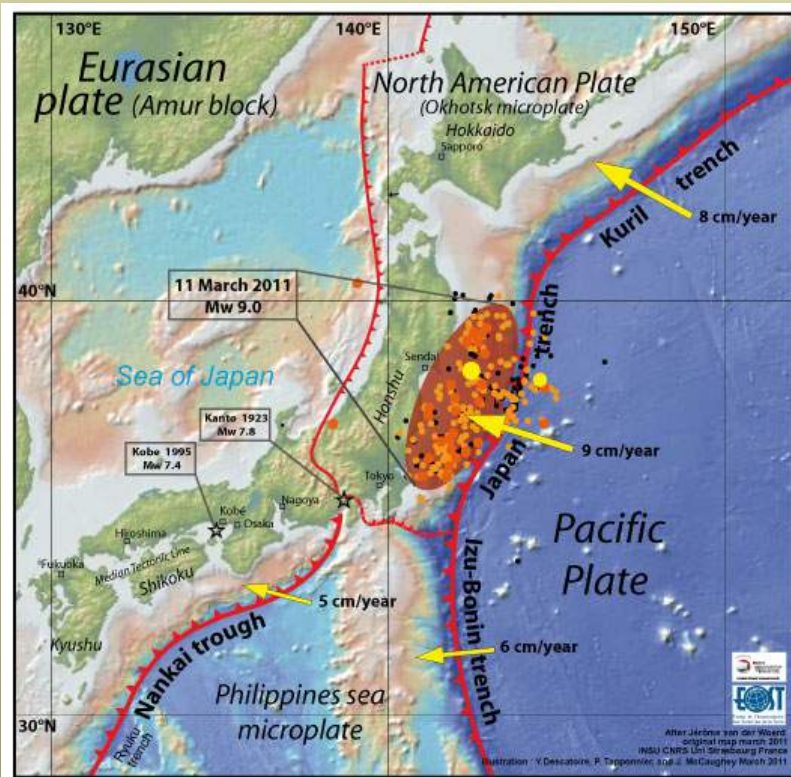 130°E
140°E
150°E
Eurasian
plate (Amur block)
North American Plate
(Okhotsk microplate)
Hokkaido
Sapporo
8 cm/year
Kuril trench
40°N
11 March 2011
Mw 9.0
Sea of Japan
Sendai
Honshu
Japan trench
9 cm/year
Kanto 1923
Mw 7.8
Kobe 1995
Mw 7.4
Tokyo
Nagoya
Kobé
Osaka
Hiroshima
Median Tectonic Line
Fukuoka
Shikoku
Kyushu
5 cm/year
Pacific
Plate
Izu-Bonin trench
6 cm/year
Nankai trough
Philippines sea
microplate
30°N
Ryuku
trench
EOST
After Jérôme van der Woerd
original map march 2011
INSU CNRS Uni Strasbourg France
Illustration : Y. Descatoire, P. Tapponnier, and J. McCaughey March 2011